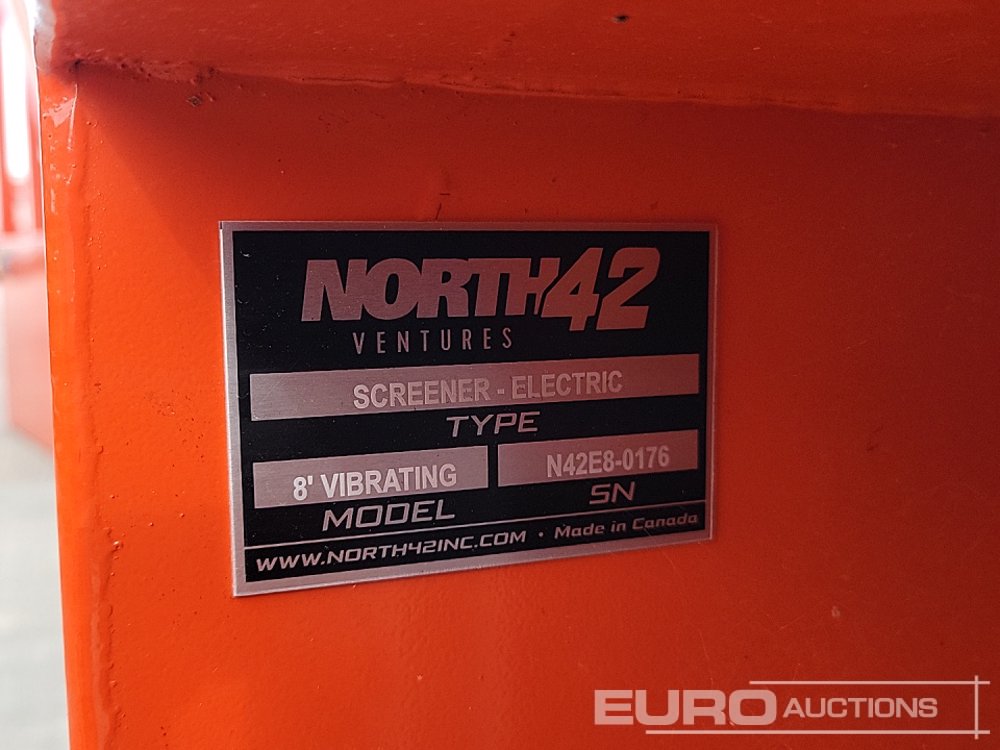 NORTH42
VENTURES
SCREENER - ELECTRIC
TYPE
8' VIBRATING
N42E8-0176
MODEL
SN
WWW.NORTH42INC.COM • Made in Canada
EURO AUCTIONS